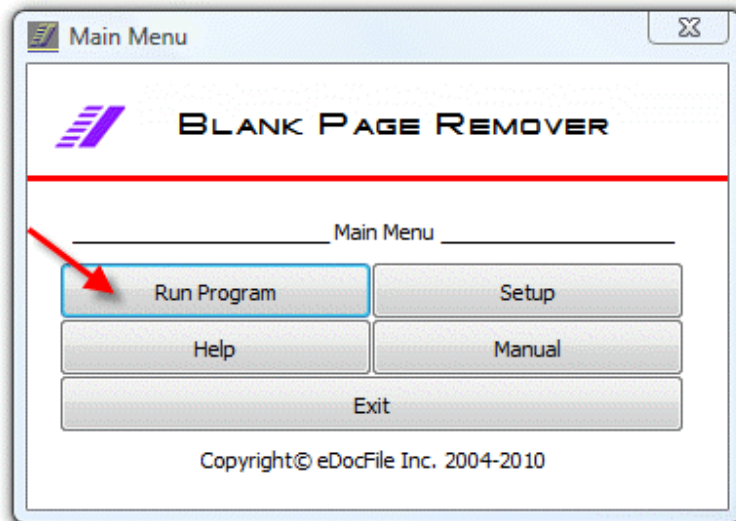 Main Menu
BLANK PAGE REMOVER
Main Menu
Run Program Setup
Help Manual
Exit
Copyright© eDocFile Inc. 2004-2010